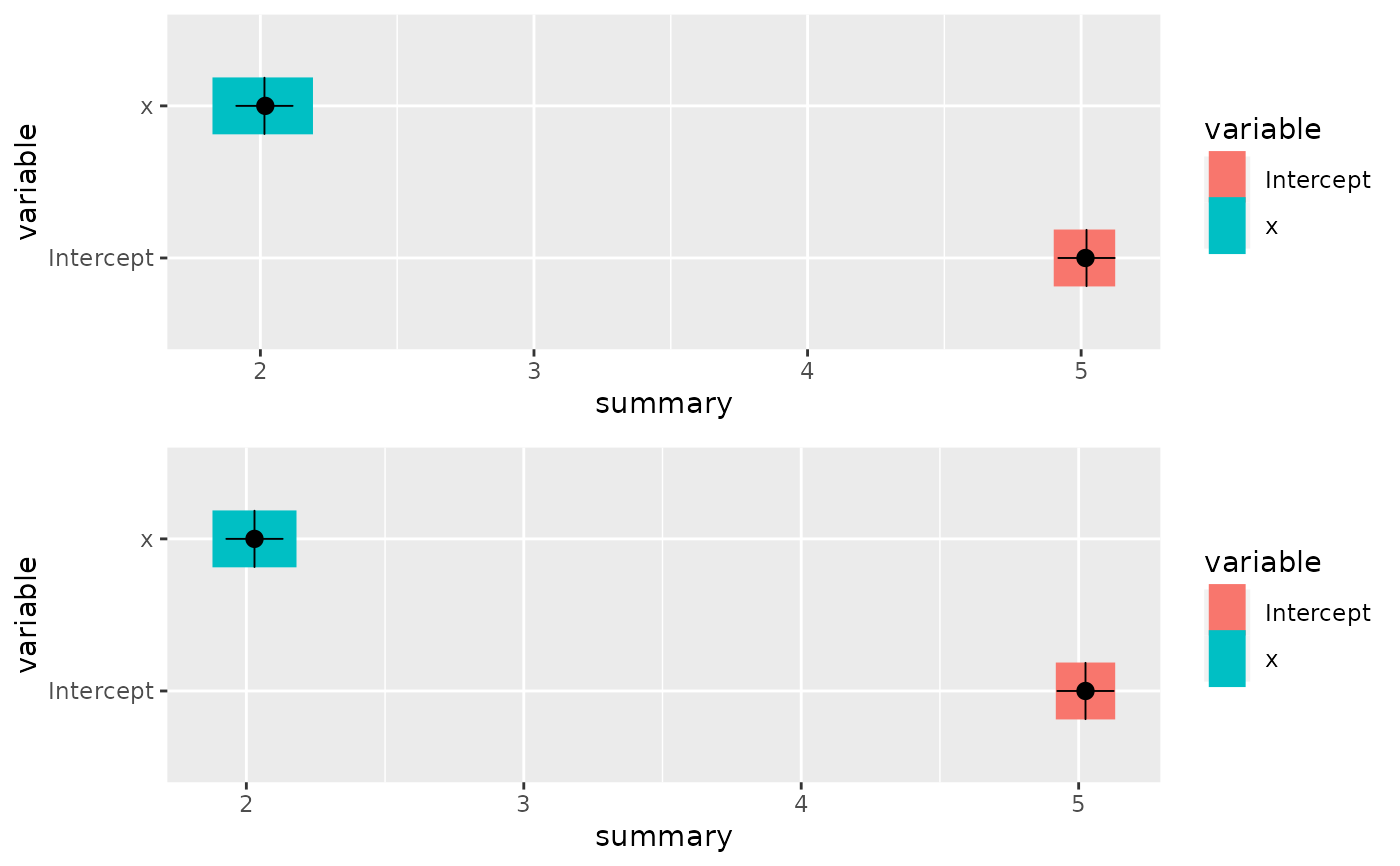 variable
x
Intercept
2 3 4 5
summary
variable
Intercept
x
variable
x
Intercept
2 3 4 5
summary
variable
Intercept
x